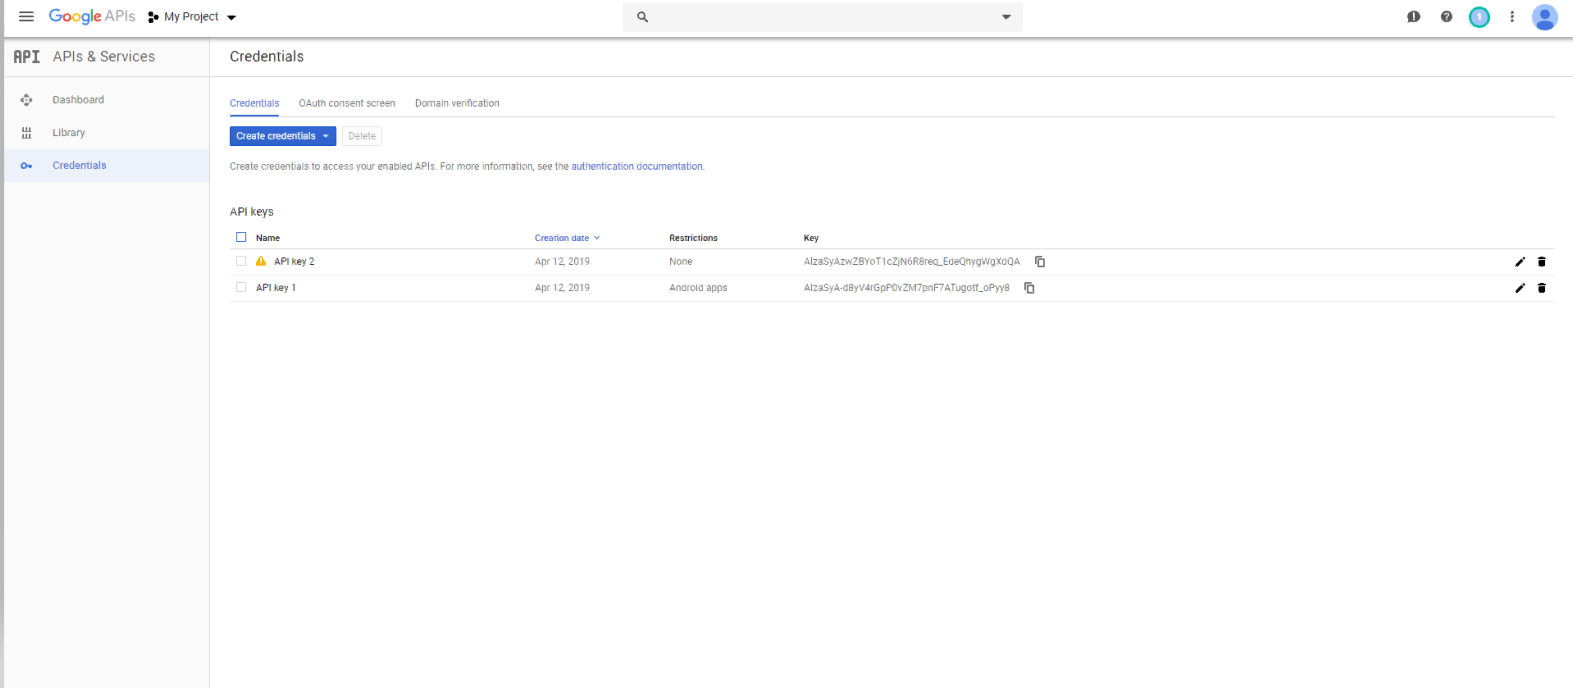 Google APIs My Project
1
API APIs & Services
Credentials
Dashboard
Library
Credentials
Credentials OAuth consent screen Domain verification
Create credentials Delete
Create credentials to access your enabled APIs. For more information, see the authentication documentation.
API keys
Name Creation date Restrictions Key
API key 2 Apr 12, 2019 None AIzaSyAzwZBYoT1cZjN6R8req_EdeQhygWgXdQA
API key 1 Apr 12, 2019 Android apps AIzaSyA-d8yV4rGpP0vZM7pnF7ATugotf_oPyy8